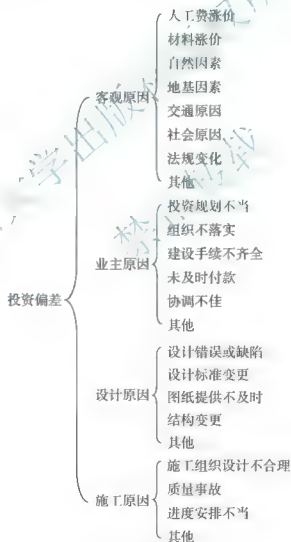 投资偏差
客观原因
人工费涨价
材料涨价
自然因素
地基因素
交通原因
社会原因
法规变化
其他
业主原因
投资规划不当
组织不落实
建设手续不齐全
未及时付款
协调不佳
其他
设计原因
设计错误或缺陷
设计标准变更
图纸提供不及时
结构变更
其他
施工原因
施工组织设计不合理
质量事故
进度安排不当
其他